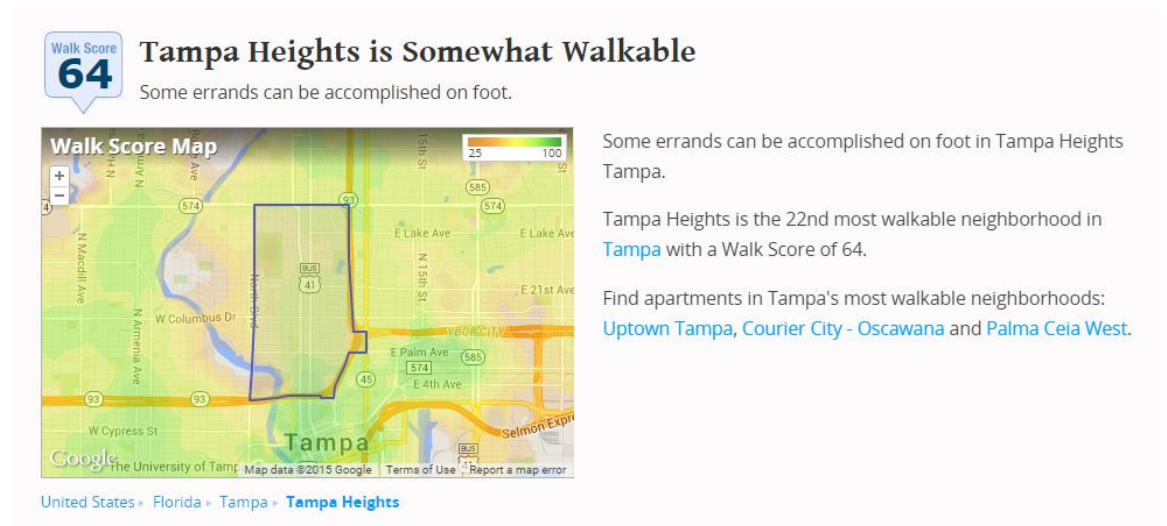 Walk Score
64
Tampa Heights is Somewhat Walkable
Some errands can be accomplished on foot.
Walk Score Map
25 100
+
−
N Armenia
Rome Ave
15th St
585
574
93
574
E Lake Ave
E Lake Ave
N Macdill Ave
BUS
41
North Blvd
N 15th St
E 21st Ave
W Columbus Dr
N Armenia Ave
YBOR CITY
E Palm Ave
585
574
45
E 4th Ave
93
93
W Cypress St
Tampa
Selmon Expr
BUS
41
Google
The University of Tamp
Map data ©2015 Google
Terms of Use
Report a map error
Some errands can be accomplished on foot in Tampa Heights
Tampa.
Tampa Heights is the 22nd most walkable neighborhood in
Tampa with a Walk Score of 64.
Find apartments in Tampa's most walkable neighborhoods:
Uptown Tampa, Courier City - Oscawana and Palma Ceia West.
United States ▸ Florida ▸ Tampa ▸ Tampa Heights